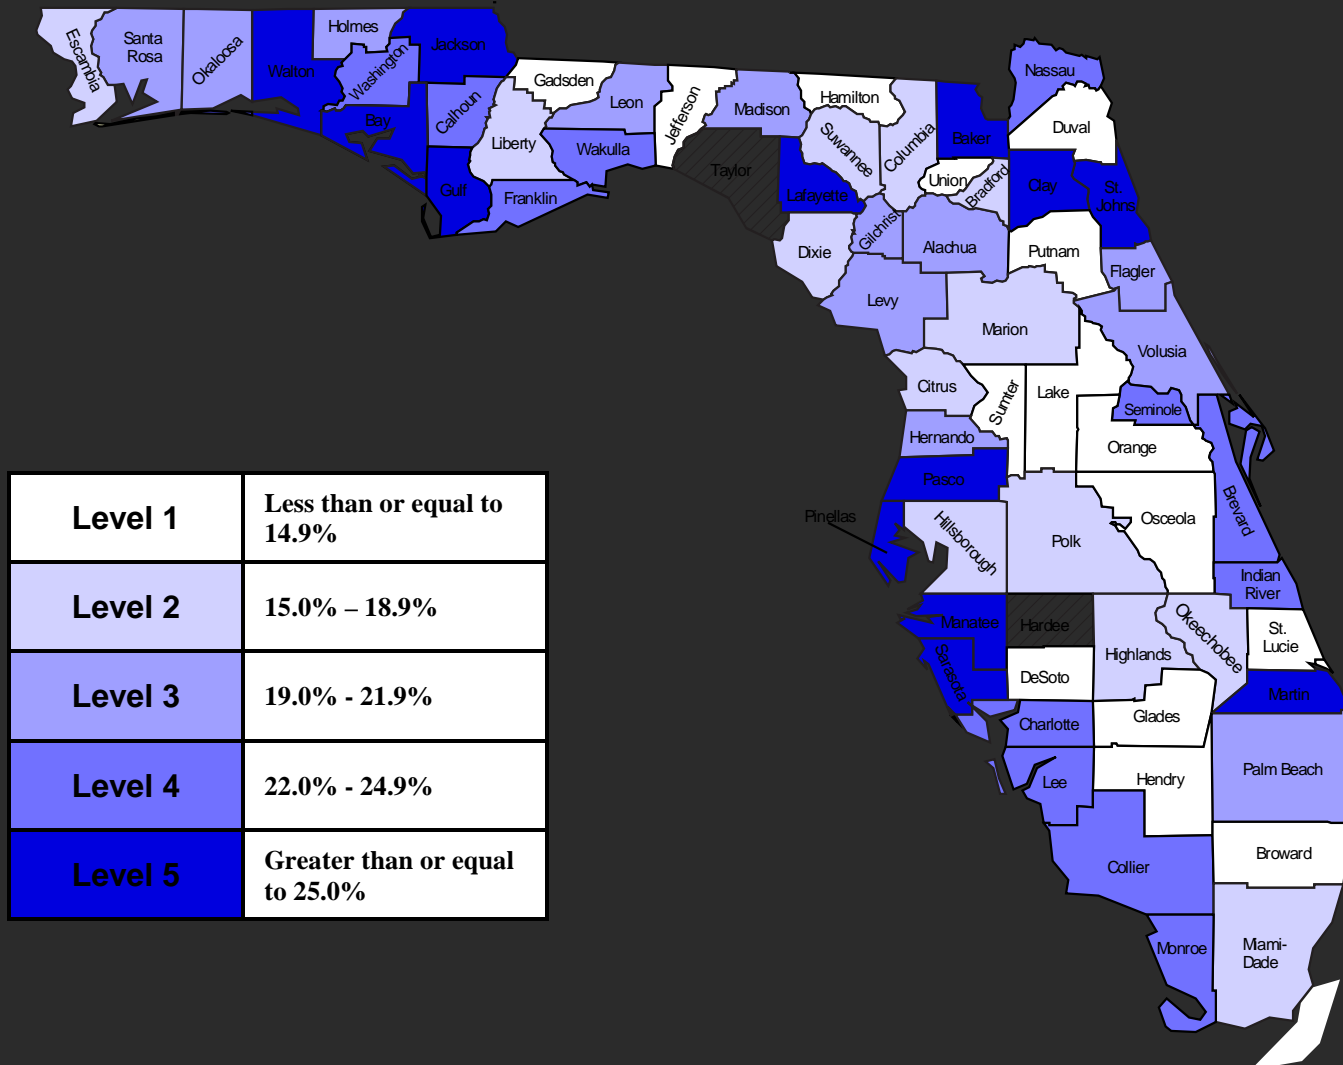 Escambia
Santa
Rosa
Okaloosa
Walton
Holmes
Washington
Jackson
Bay
Calhoun
Gulf
Gadsden
Liberty
Franklin
Leon
Wakulla
Jefferson
Madison
Taylor
Hamilton
Suwannee
Lafayette
Dixie
Columbia
Gilchrist
Baker
Union
Bradford
Alachua
Levy
Nassau
Duval
Clay
St.
Johns
Putnam
Flagler
Marion
Volusia
Citrus
Sumter
Lake
Seminole
Hernando
Orange
Pasco
Pinellas
Hillsborough
Polk
Osceola
Brevard
Indian
River
Manatee
Hardee
Highlands
Okeechobee
St.
Lucie
Sarasota
DeSoto
Martin
Charlotte
Glades
Lee
Hendry
Palm Beach
Collier
Broward
Monroe
Miami-
Dade
Level 1
Less than or equal to
14.9%
Level 2
15.0% – 18.9%
Level 3
19.0% - 21.9%
Level 4
22.0% - 24.9%
Level 5
Greater than or equal
to 25.0%